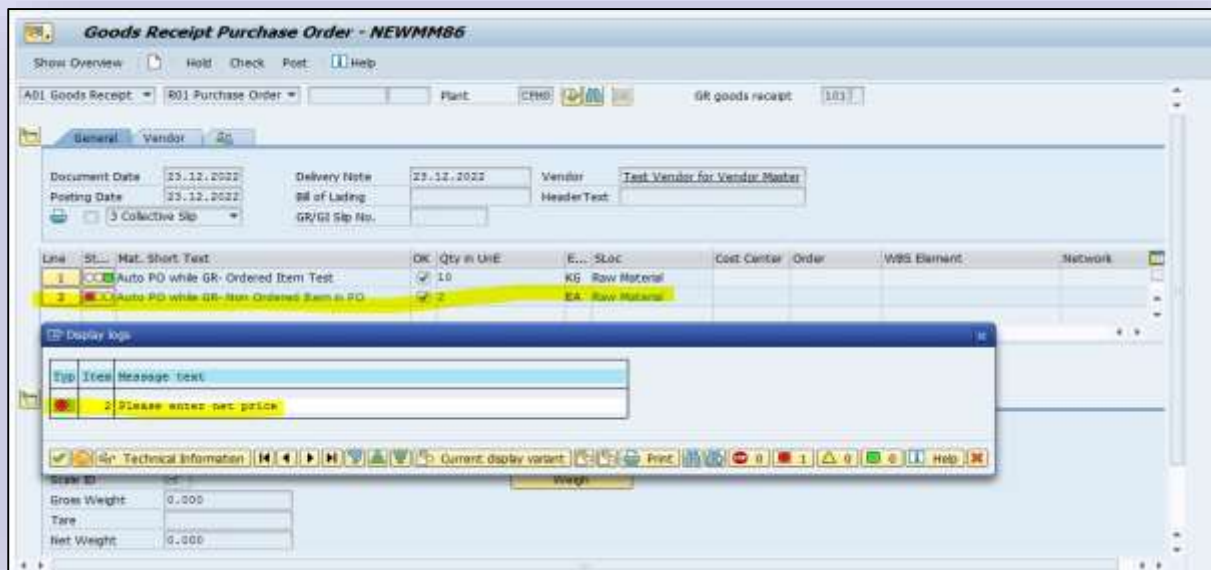 Goods Receipt Purchase Order - NEWMM86
Show Overview Hold Check Post Help
A01 Goods Receipt R01 Purchase Order Plant GR goods receipt
General Vendor
Document Date 23.12.2022 Delivery Note 23.12.2022 Vendor Test Vendor for Vendor Master
Posting Date 23.12.2022 Bill of Lading HeaderText
3 Collective Slip GR/GI Slip No.
Line St... Mat. Short Text OK Qty in UnE E... SLoc Cost Center Order WBS Element Network
1 Auto PO while GR- Ordered Item Test 10 KG Raw Material
2 Auto PO while GR- Non Ordered Item in PO 2 EA Raw Material
Display logs
Typ Item Message text
2 Please enter net price
Technical Information Current display variant Print 0 1 0 0 Help
Scale ID Weigh
Gross Weight 0.000
Tare
Net Weight 0.000